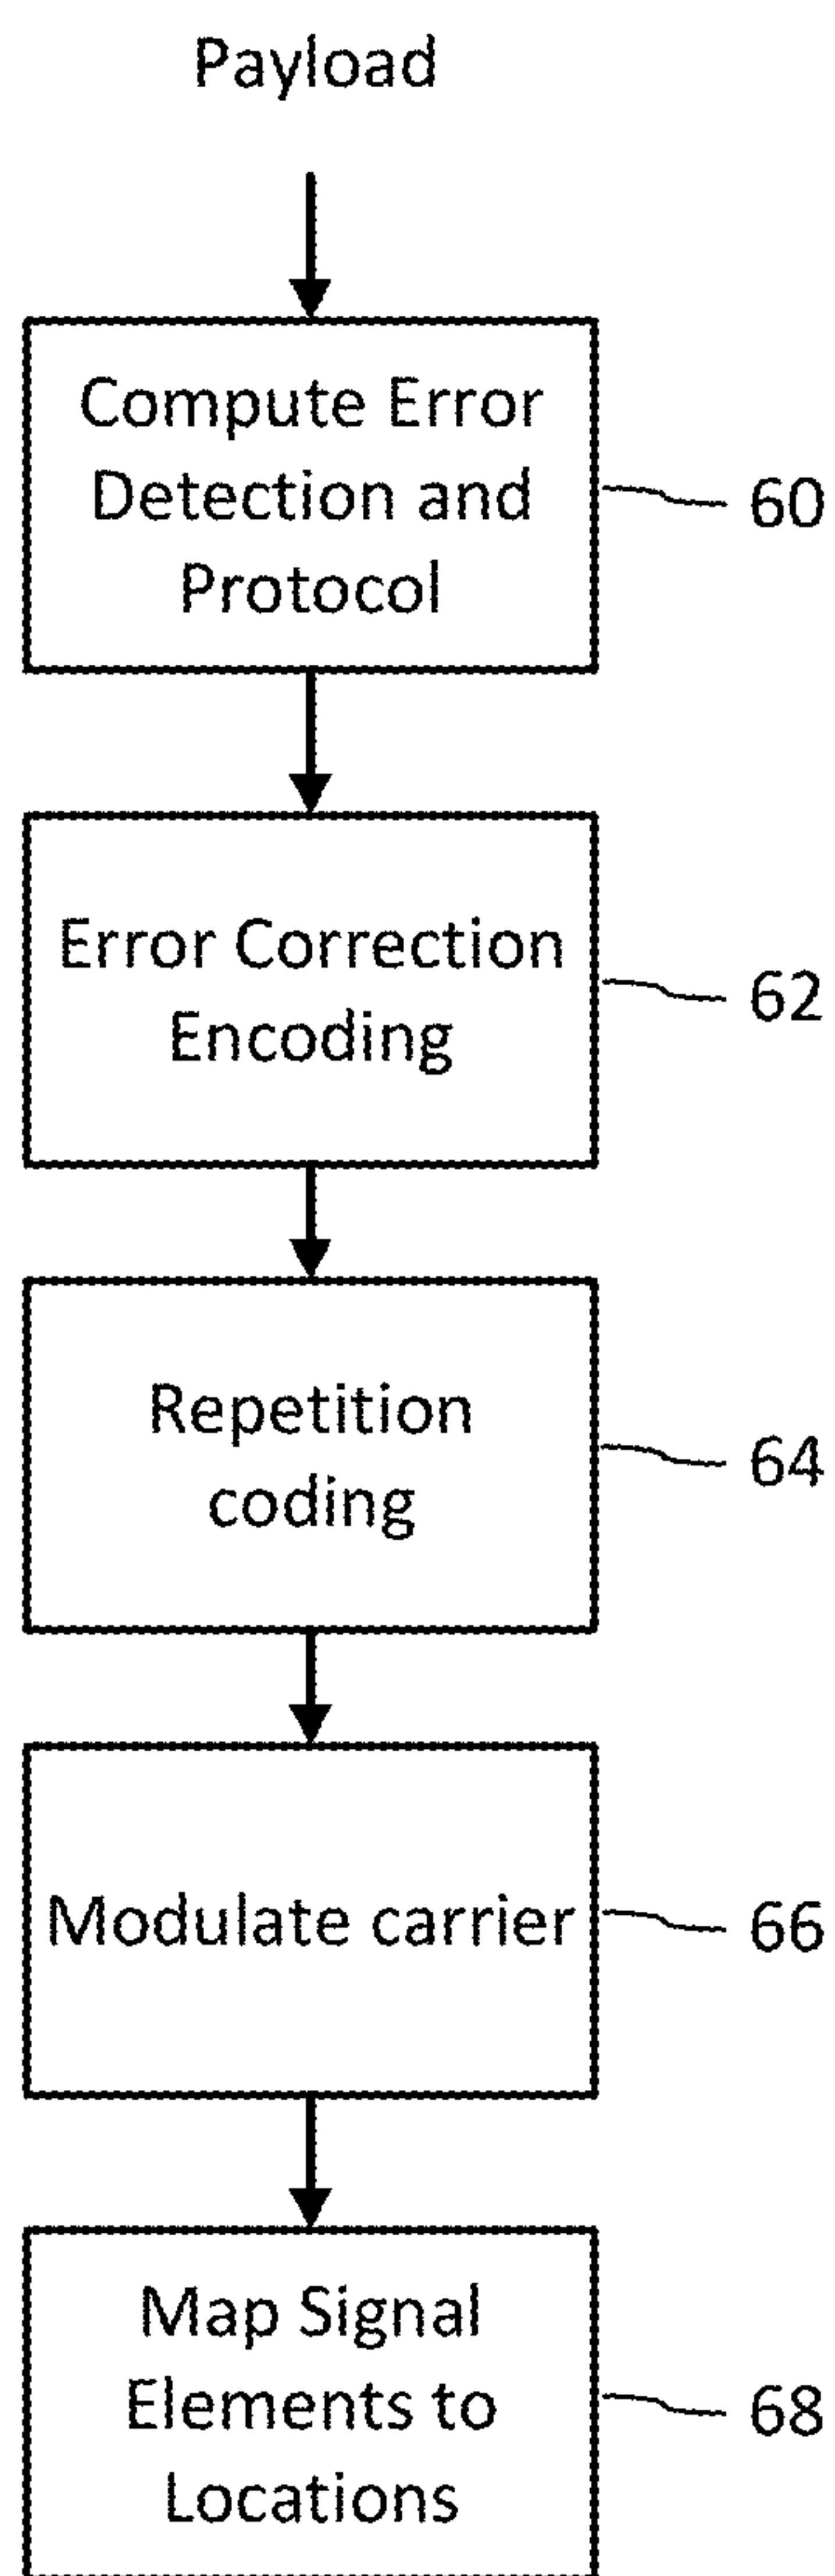 Payload
Compute Error
Detection and
Protocol
60
Error Correction
Encoding
62
Repetition
coding
64
Modulate carrier
66
Map Signal
Elements to
Locations
68